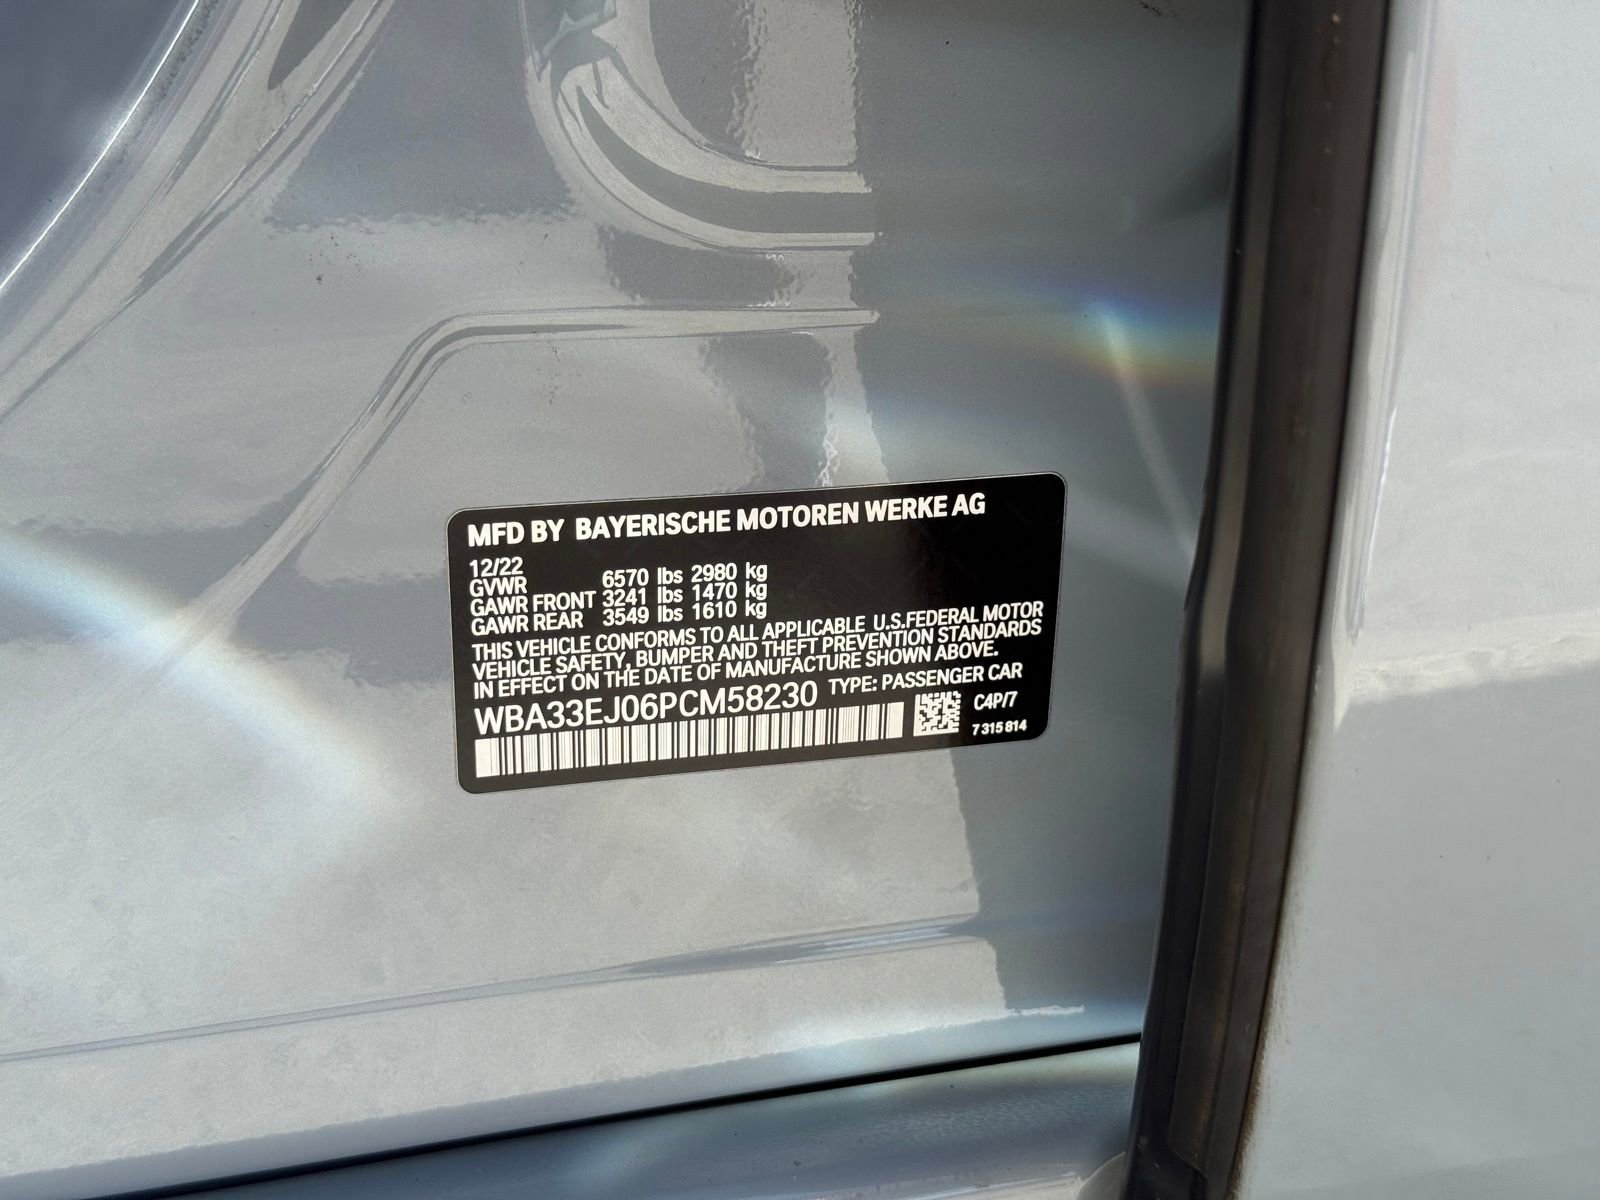 MFD BY BAYERISCHE MOTOREN WERKE AG
12/22
GVWR 6570 lbs 2980 kg
GAWR FRONT 3241 lbs 1470 kg
GAWR REAR 3549 lbs 1610 kg
THIS VEHICLE CONFORMS TO ALL APPLICABLE U.S.FEDERAL MOTOR
VEHICLE SAFETY, BUMPER AND THEFT PREVENTION STANDARDS
IN EFFECT ON THE DATE OF MANUFACTURE SHOWN ABOVE.
WBA33EJ06PCM58230 TYPE: PASSENGER CAR
C4P/7
7 315 814